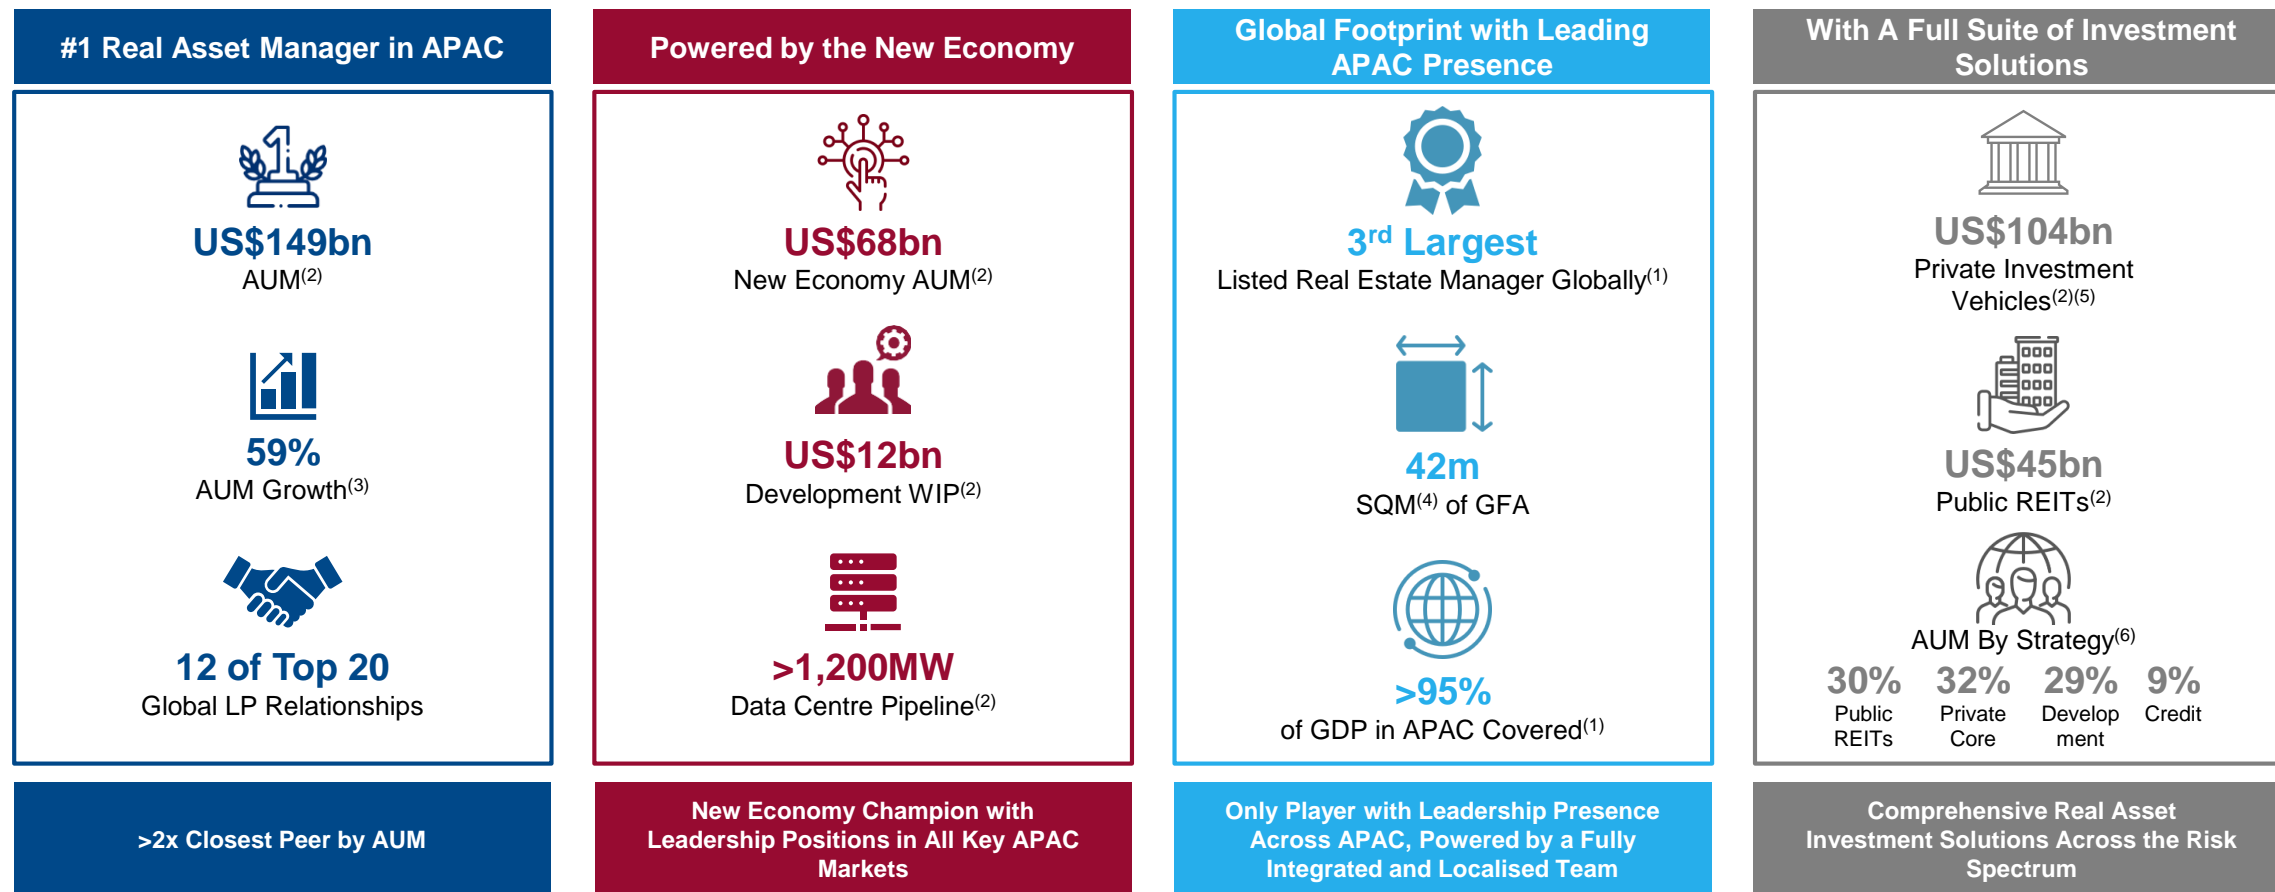 #1 Real Asset Manager in APAC
1
US$149bn
AUM(2)
59%
AUM Growth(3)
12 of Top 20
Global LP Relationships
>2x Closest Peer by AUM
Powered by the New Economy
US$68bn
New Economy AUM(2)
US$12bn
Development WIP(2)
>1,200MW
Data Centre Pipeline(2)
New Economy Champion with
Leadership Positions in All Key APAC
Markets
Global Footprint with Leading
APAC Presence
3rd Largest
Listed Real Estate Manager Globally(1)
42m
SQM(4) of GFA
>95%
of GDP in APAC Covered(1)
Only Player with Leadership Presence
Across APAC, Powered by a Fully
Integrated and Localised Team
With A Full Suite of Investment
Solutions
US$104bn
Private Investment
Vehicles(2)(5)
US$45bn
Public REITs(2)
AUM By Strategy(6)
30% 32% 29% 9%
Public Private Develop Credit
REITs Core ment
Comprehensive Real Asset
Investment Solutions Across the Risk
Spectrum